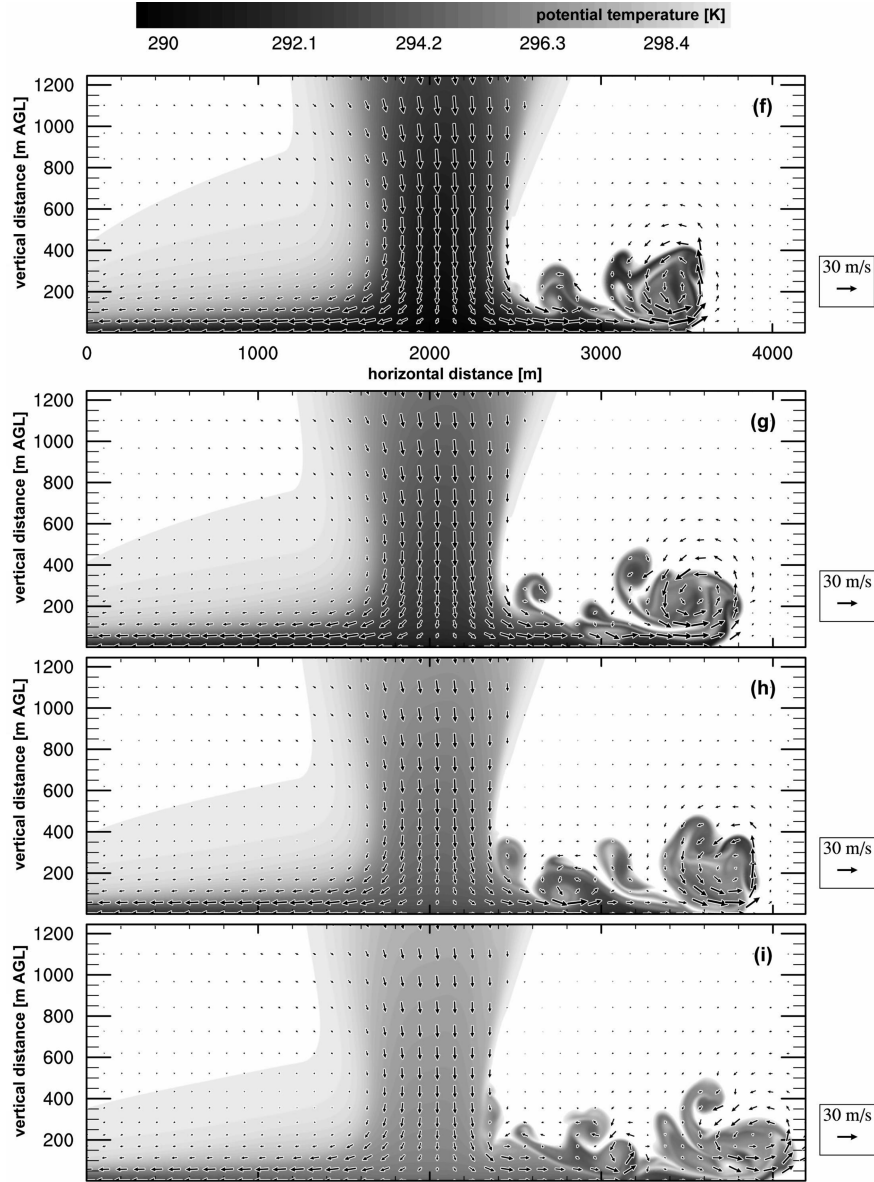 potential temperature [K]
290 292.1 294.2 296.3 298.4
(f)
vertical distance [m AGL]
1200
1000
800
600
400
200
30 m/s
0 1000 2000 3000 4000
horizontal distance [m]
(g)
vertical distance [m AGL]
1200
1000
800
600
400
200
30 m/s
(h)
vertical distance [m AGL]
1200
1000
800
600
400
200
30 m/s
(i)
vertical distance [m AGL]
1200
1000
800
600
400
200
30 m/s